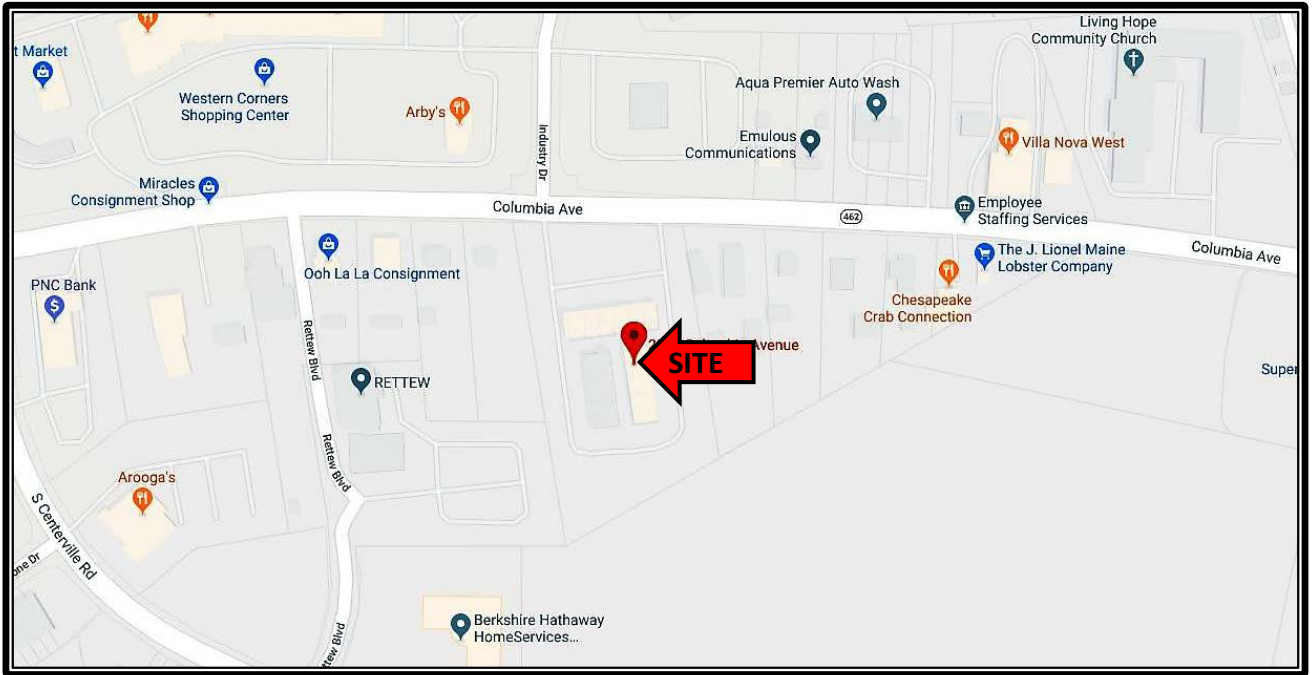 Living Hope
Community Church
t Market
Western Corners
Shopping Center
Arby's
Industry Dr
Aqua Premier Auto Wash
Emulous
Communications
Villa Nova West
Miracles
Consignment Shop
Columbia Ave
462
Employee
Staffing Services
Columbia Ave
Ooh La La Consignment
The J. Lionel Maine
Lobster Company
PNC Bank
$
Chesapeake
Crab Connection
Rettew Blvd
Avenue
SITE
Super
RETTEW
Rettew Blvd
Arooga's
S Centerville Rd
one Dr
Berkshire Hathaway
HomeServices...
ttew Blvd